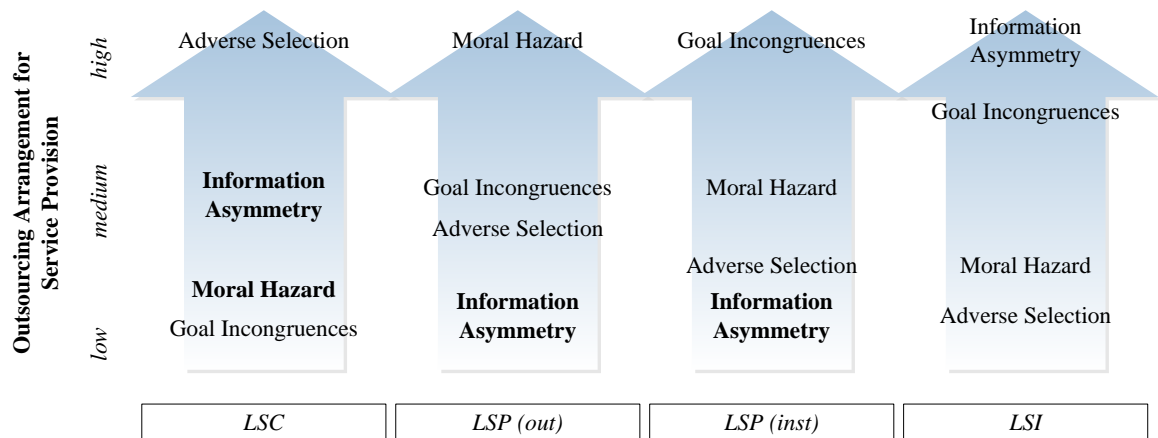 Outsourcing Arrangement for
Service Provision
high
medium
low
Adverse Selection
Information
Asymmetry
Moral Hazard
Goal Incongruences
LSC
Moral Hazard
Goal Incongruences
Adverse Selection
Information
Asymmetry
LSP (out)
Goal Incongruences
Moral Hazard
Adverse Selection
Information
Asymmetry
LSP (inst)
Information
Asymmetry
Goal Incongruences
Moral Hazard
Adverse Selection
LSI